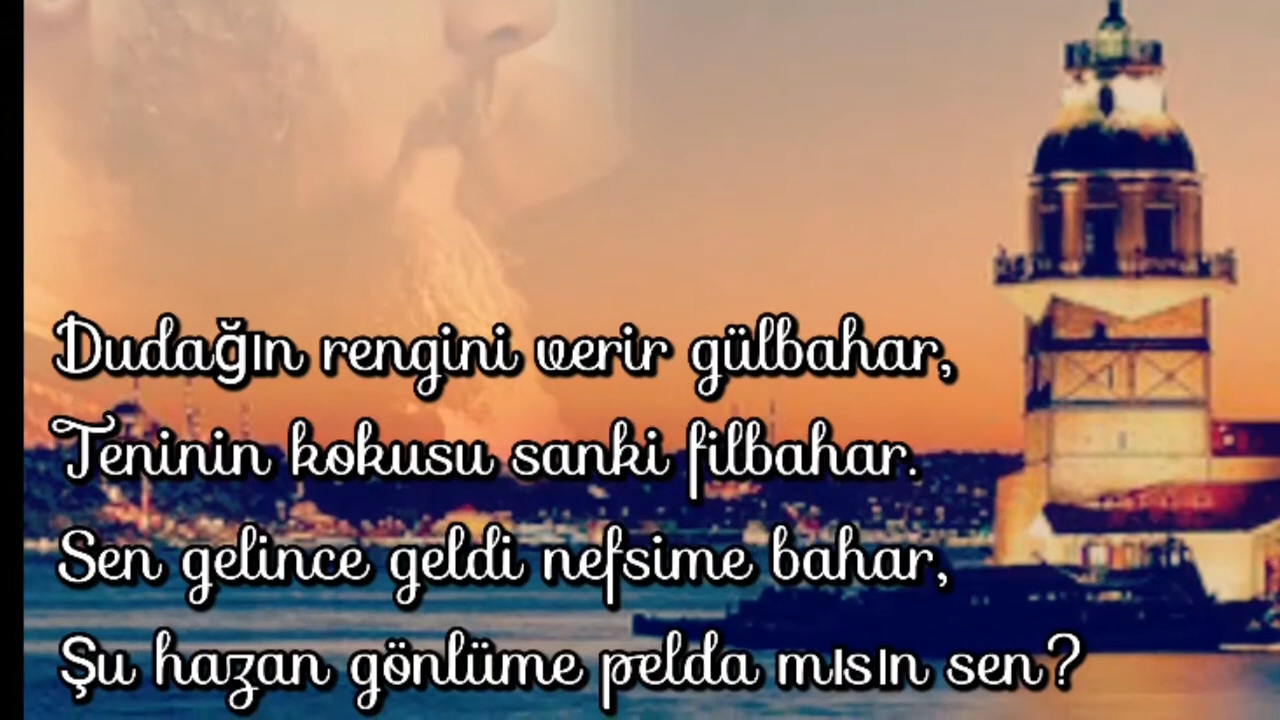 Dudağın rengini verir gülbahar,
Teninin kokusu sanki filbahar.
Sen gelince geldi nefsime bahar,
Şu hazan gönlüme pelda mısın sen?